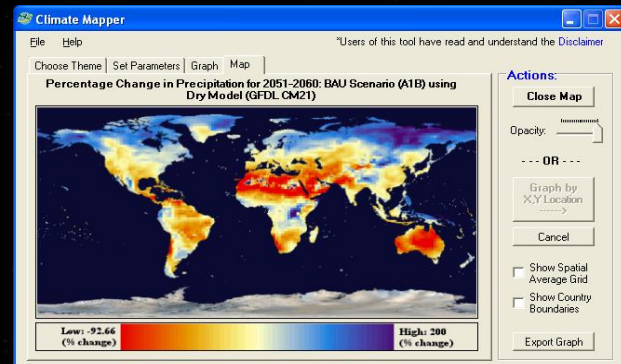 Climate Mapper
File Help
"Users of this tool have read and understand the Disclaimer
Choose Theme Set Parameters Graph Map
Percentage Change in Precipitation for 2051-2060: BAU Scenario (A1B) using
Dry Model (GFDL CM21)
Low: -92.66
(% change)
High: 200
(% change)
Actions:
Close Map
Opacity:
--- OR ---
Graph by
X,Y Location
------>
Cancel
Show Spatial
Average Grid
Show Country
Boundaries
Export Graph